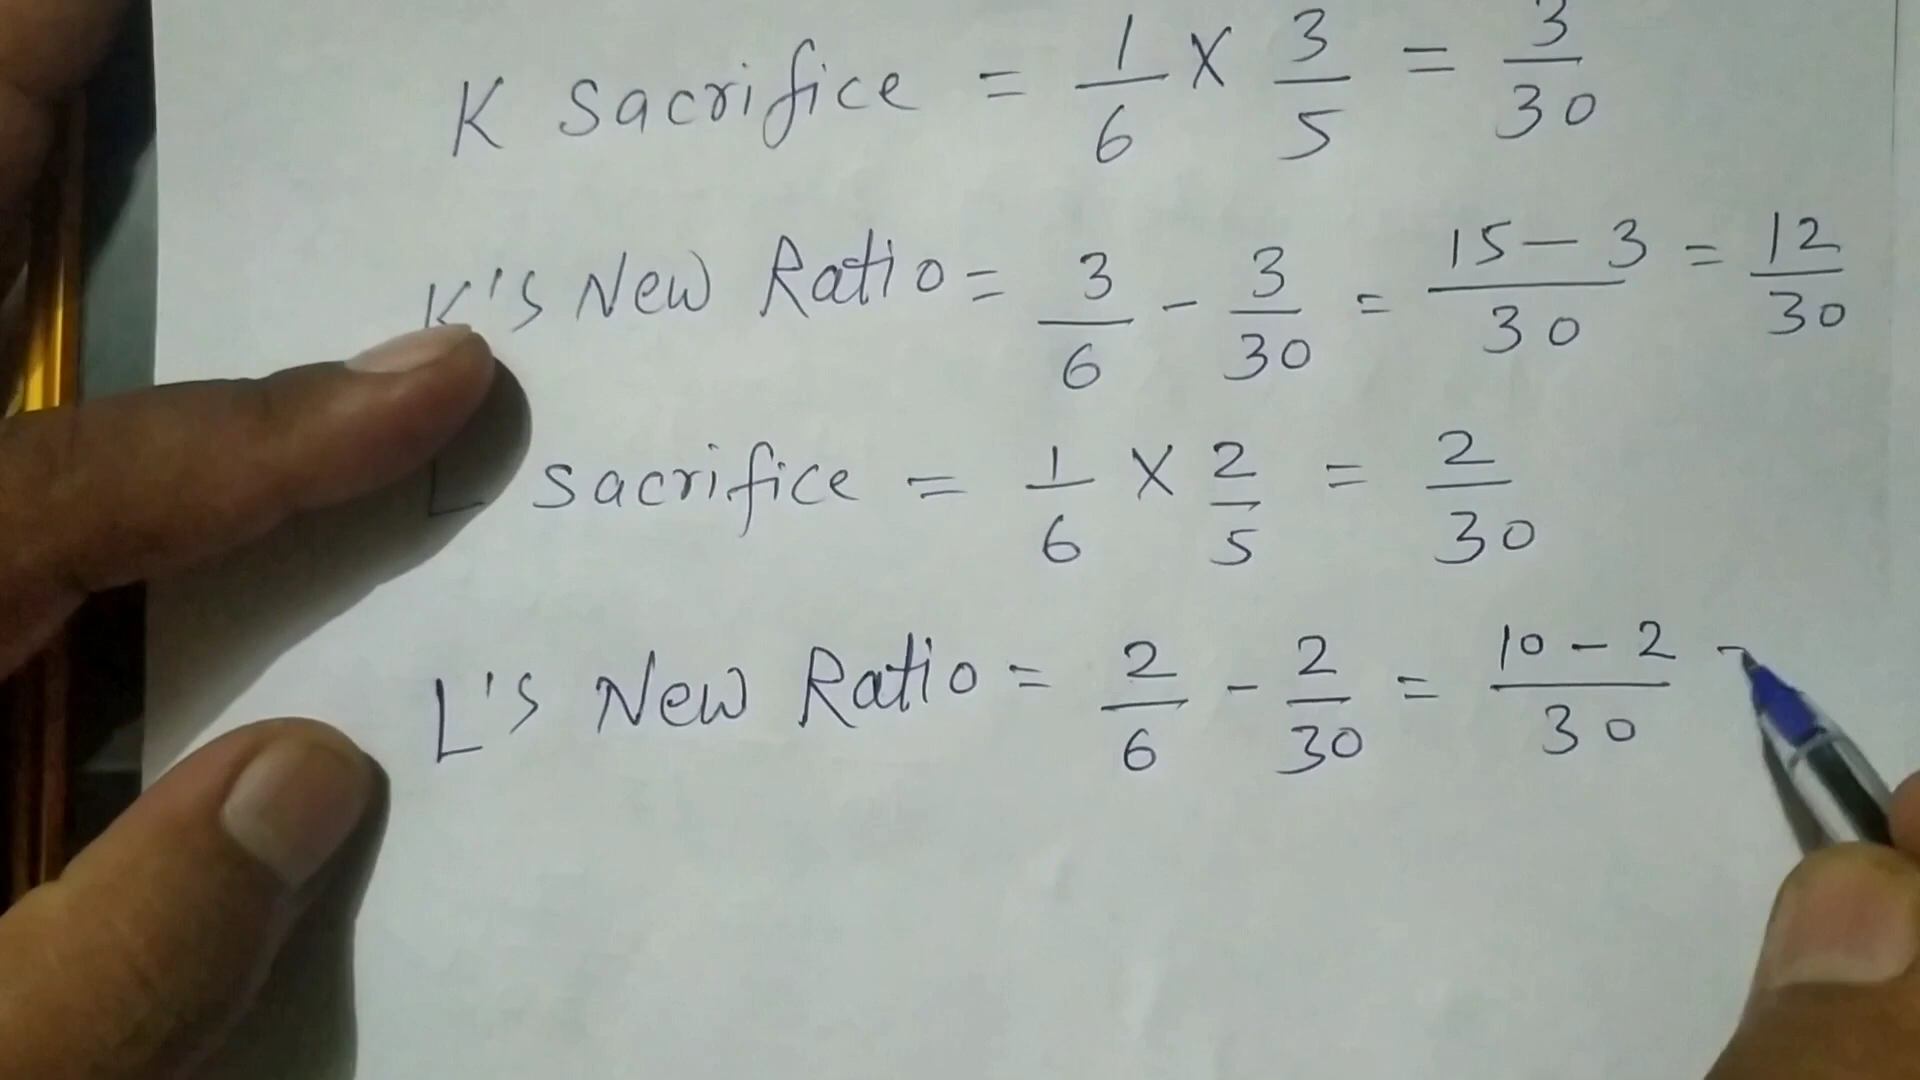 K Sacrifice = 1/6 X 3/5 = 3/30
K's New Ratio = 3/6 - 3/30 = 15-3/30 = 12/30
L sacrifice = 1/6 X 2/5 = 2/30
L's New Ratio = 2/6 - 2/30 = 10-2/30 -